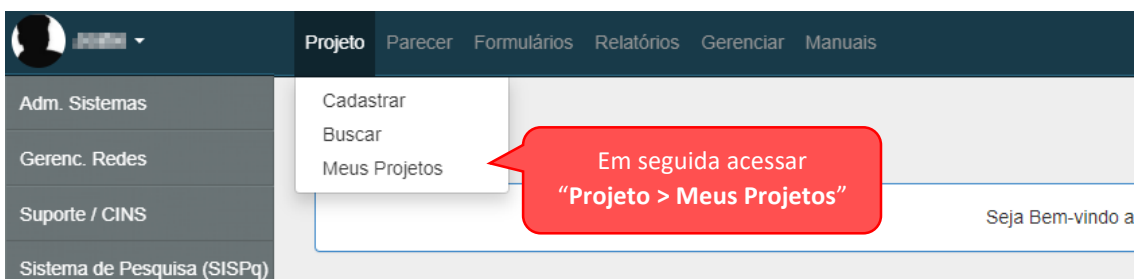 Projeto Parecer Formulários Relatórios Gerenciar Manuais
Adm. Sistemas
Gerenc. Redes
Suporte / CINS
Sistema de Pesquisa (SISPq)
Cadastrar
Buscar
Meus Projetos
Em seguida acessar
“Projeto > Meus Projetos”
Seja Bem-vindo a